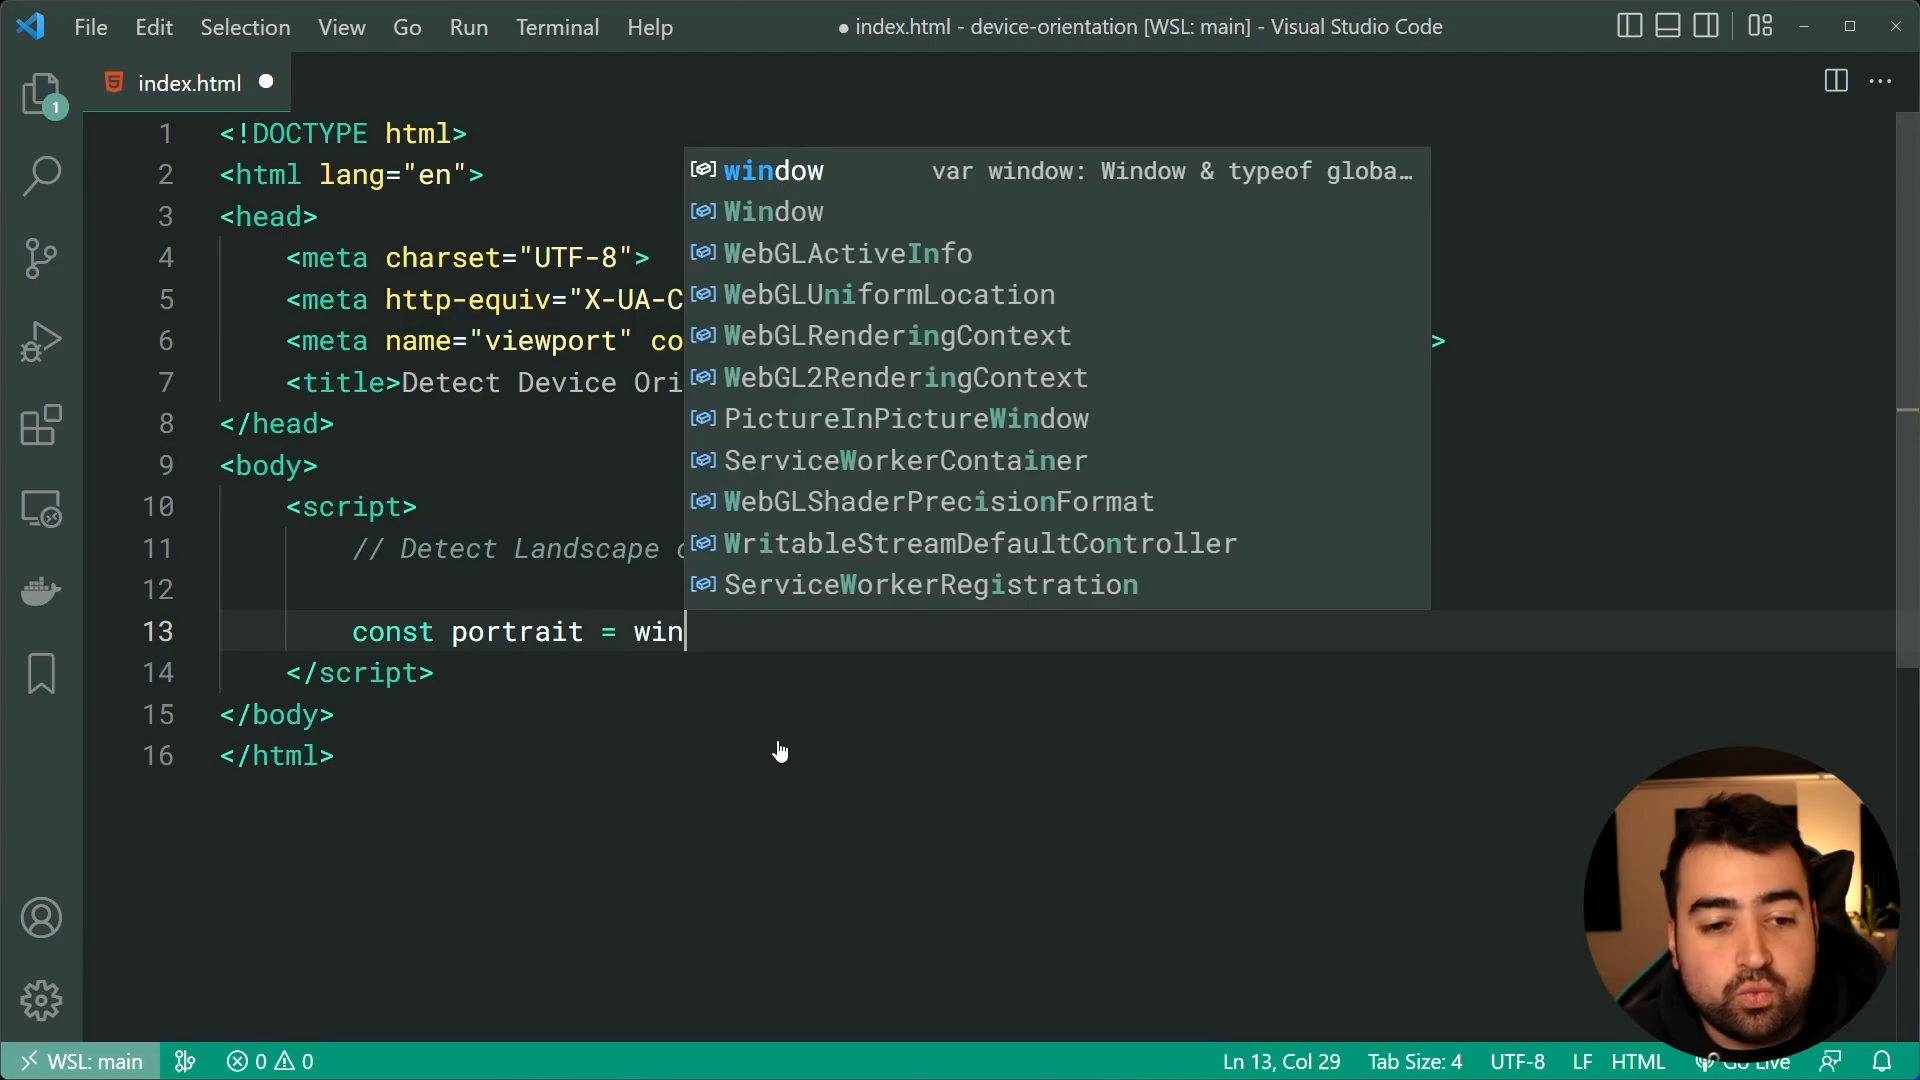 File Edit Selection View Go Run Terminal Help
● index.html - device-orientation [WSL: main] - Visual Studio Code
1
index.html ●
1 <!DOCTYPE html>
2 <html lang="en">
3 <head>
4 <meta charset="UTF-8">
5 <meta http-equiv="X-UA-C
6 <meta name="viewport" co >
7 <title>Detect Device Ori
8 </head>
9 <body>
10 <script>
11 // Detect Landscape
12
13 const portrait = win
14 </script>
15 </body>
16 </html>
window var window: Window & typeof globa…
Window
WebGLActiveInfo
WebGLUniformLocation
WebGLRenderingContext
WebGL2RenderingContext
PictureInPictureWindow
ServiceWorkerContainer
WebGLShaderPrecisionFormat
WritableStreamDefaultController
ServiceWorkerRegistration
WSL: main 0 0 Ln 13, Col 29 Tab Size: 4 UTF-8 LF HTML Go Live